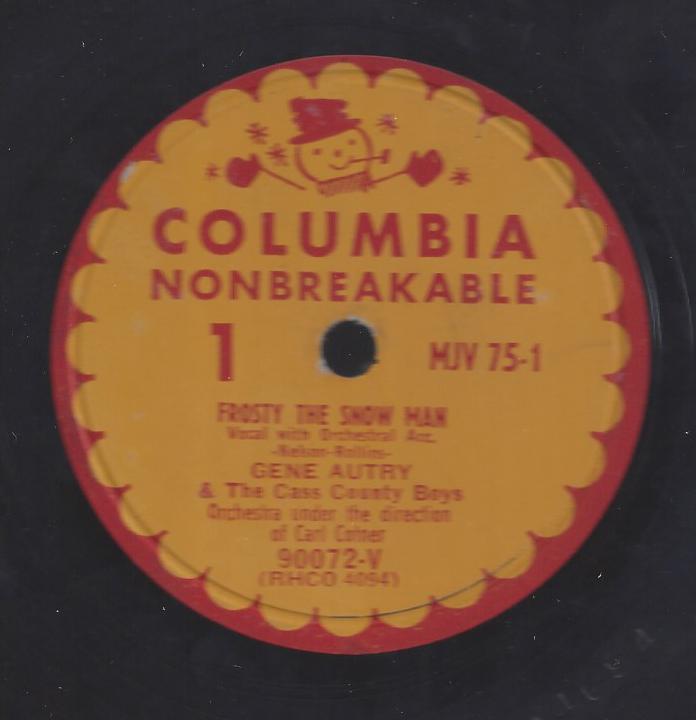 COLUMBIA
NONBREAKABLE
1 MJV 75-1
FROSTY THE SNOW MAN
Vocal with Orchestral Acc.
-Nelson-Rollins-
GENE AUTRY
& The Cass County Boys
Orchestra under the direction
of Carl Cotner
90072-V
(RHCO 4094)